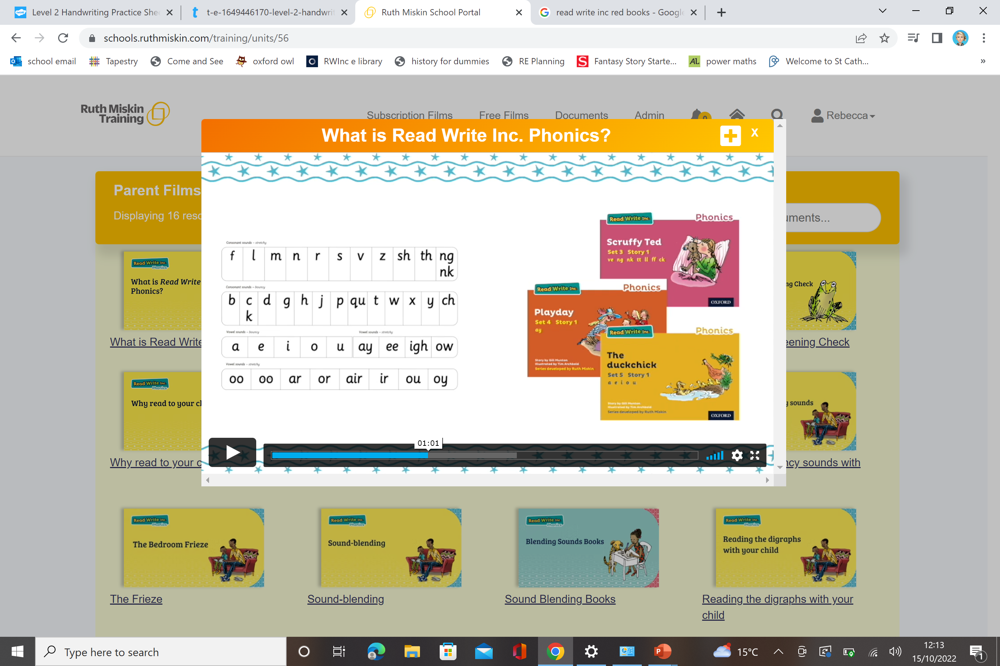 Level 2 Handwriting Practice Shee
t-e-1649446170-level-2-handwrit
Ruth Miskin School Portal
read write inc red books - Google
schools.ruthmiskin.com/training/units/56
school email
Tapestry
Come and See
oxford owl
RWInc e library
history for dummies
RE Planning
Fantasy Story Starte...
power maths
Welcome to St Cath...
Ruth Miskin
Training
Subscription Films
Free Films
Documents
Admin
0
Rebecca
What is Read Write Inc. Phonics?
x
Parent Films
Displaying 16 reso
uments...
Consonant sounds – stretchy
f l m n r s v z sh th ng
nk
Consonant sounds – bouncy
b c d g h j p qu t w x y ch
k
Vowel sounds – bouncy
Vowel sounds – stretchy
a e i o u ay ee igh ow
Vowel sounds – stretchy
oo oo ar or air ir ou oy
Read Write Inc.
Phonics
Scruffy Ted
Set 3 Story 1
ve ng nk tt ll ff ck
OXFORD
Read Write Inc.
Phonics
Playday
Set 4 Story 1
ay
Story by Gill Munton
Illustrated by Tim Archbold
Series developed by Ruth Miskin
Read Write Inc.
Phonics
The
duckchick
Set 5 Story 1
a e i o u
Story by Gill Munton
Illustrated by Tim Archbold
Series developed by Ruth Miskin
OXFORD
01:01
Read Write Inc.
Phonics
What is Read Write
Phonics?
What is Read Write
ng Check
eening Check
Read Write Inc.
Phonics
Why read to your cl
Why read to your c
y sounds
ncy sounds with
Read Write Inc.
Phonics
The Bedroom Frieze
The Frieze
Read Write Inc.
Phonics
Sound-blending
Sound-blending
Read Write Inc.
Phonics
Blending Sounds Books
Sound Blending Books
Read Write Inc.
Phonics
Reading the digraphs
with your child
Reading the digraphs with your
child
Type here to search
15°C
12:13
15/10/2022
1